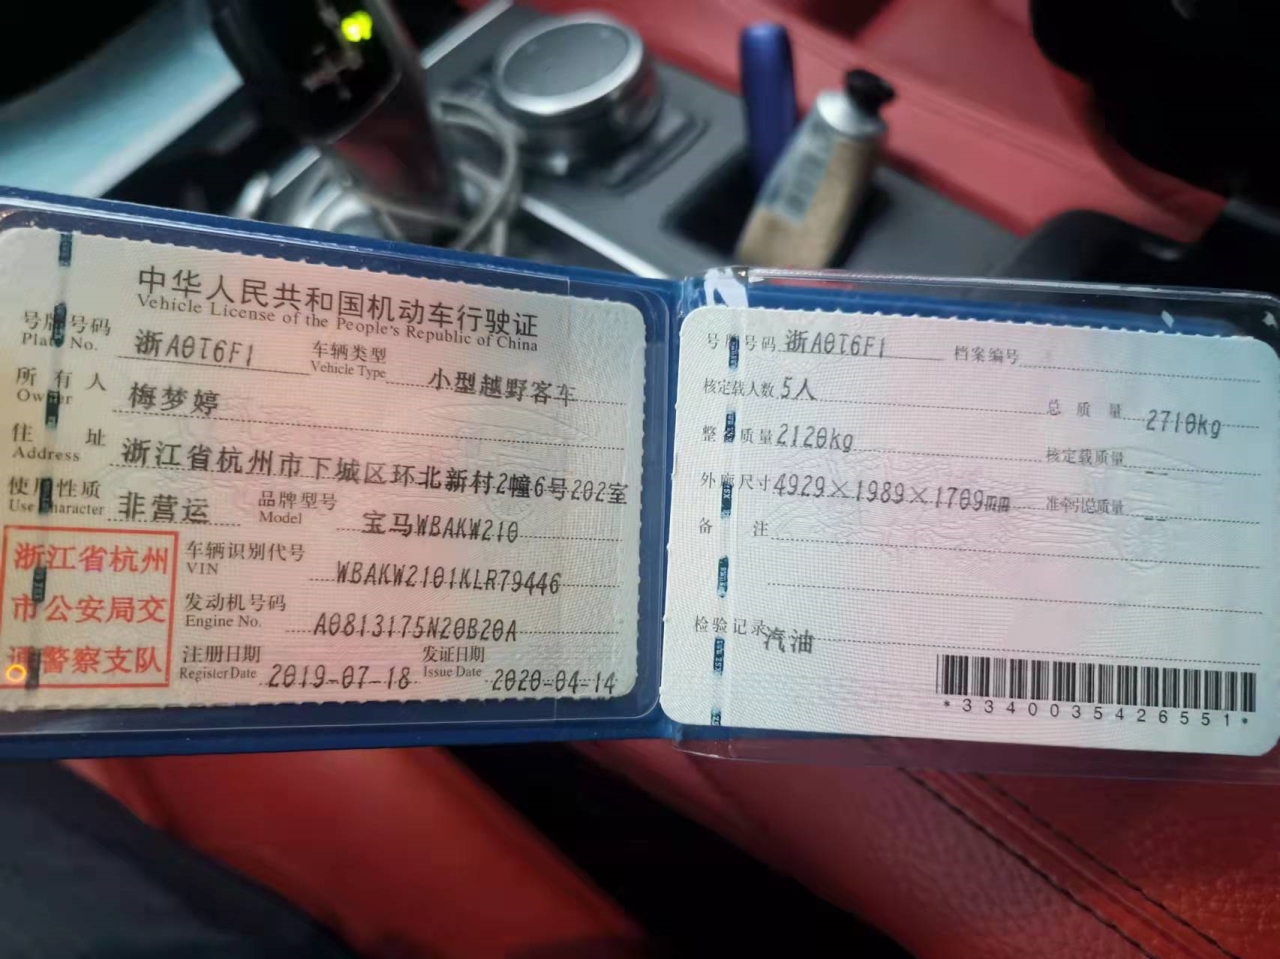 中华人民共和国机动车行驶证
Vehicle License of the People's Republic of China
号牌号码 浙A0T6F1 车辆类型 小型越野客车
Plate No. Vehicle Type
所有人 梅梦婷
Owner
住址 浙江省杭州市下城区环北新村2幢6号202室
Address
使用性质 非营运 品牌型号 宝马WBAKW210
Use Character Model
浙江省杭州市公安局交通警察支队
车辆识别代号 WBAKW2101KLR79446
VIN
发动机号码 A0813175N20B20A
Engine No.
注册日期 2019-07-18 发证日期 2020-04-14
Register Date Issue Date
号牌号码 浙A0T6F1 档案编号
核定载人数 5人 总质量 2710kg
整备质量 2120kg 核定载质量 --
外廓尺寸 4929×1989×1709mm 准牵引总质量 --
备注
检验记录 汽油
*3340035426551*